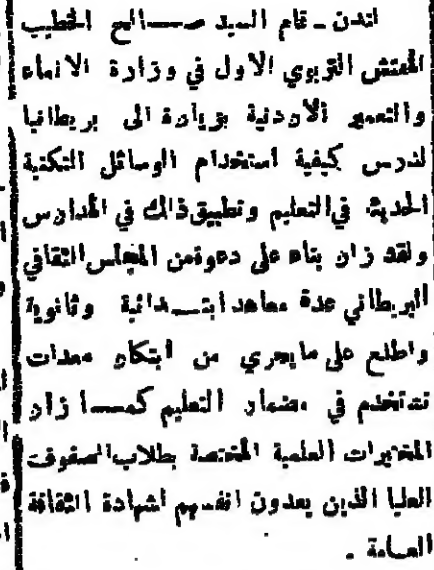 لندن - قام السيد صالح الخطيب
المفتش التربوي الاول في وزارة الانماء
والتعمير الأردنية بزيارة الى بريطانيا
لدرس كيفية استخدام الوسائل التكنية
الحديثة في التعليم وتطبيق ذالك في المدارس
ولقد زار بناء على دعوة من المجلس الثقافي
البريطاني عدة معاهد ابتدائية وثانوية
واطلع على ما يجري من ابتكار معدات
تستخدم في مضمار التعليم كما زار
المختبرات العلمية المختصة بطلاب الصفوف
العليا الذين يعدون انفسهم لشهادة الثقافة
العامة .